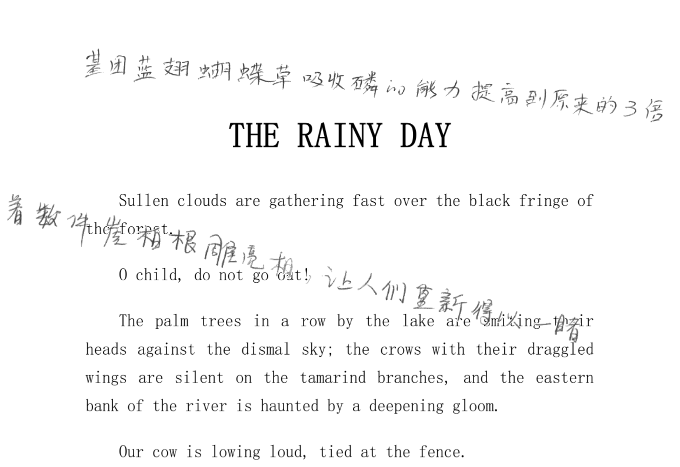 基因蓝翅蝴蝶草吸收磷的能力提高到原来的3倍
THE RAINY DAY
Sullen clouds are gathering fast over the black fringe of
the forest.
着数件崖柏根雕亮相，让人们重新得以一睹
O child, do not go out!
The palm trees in a row by the lake are smiting their
heads against the dismal sky; the crows with their draggled
wings are silent on the tamarind branches, and the eastern
bank of the river is haunted by a deepening gloom.
Our cow is lowing loud, tied at the fence.